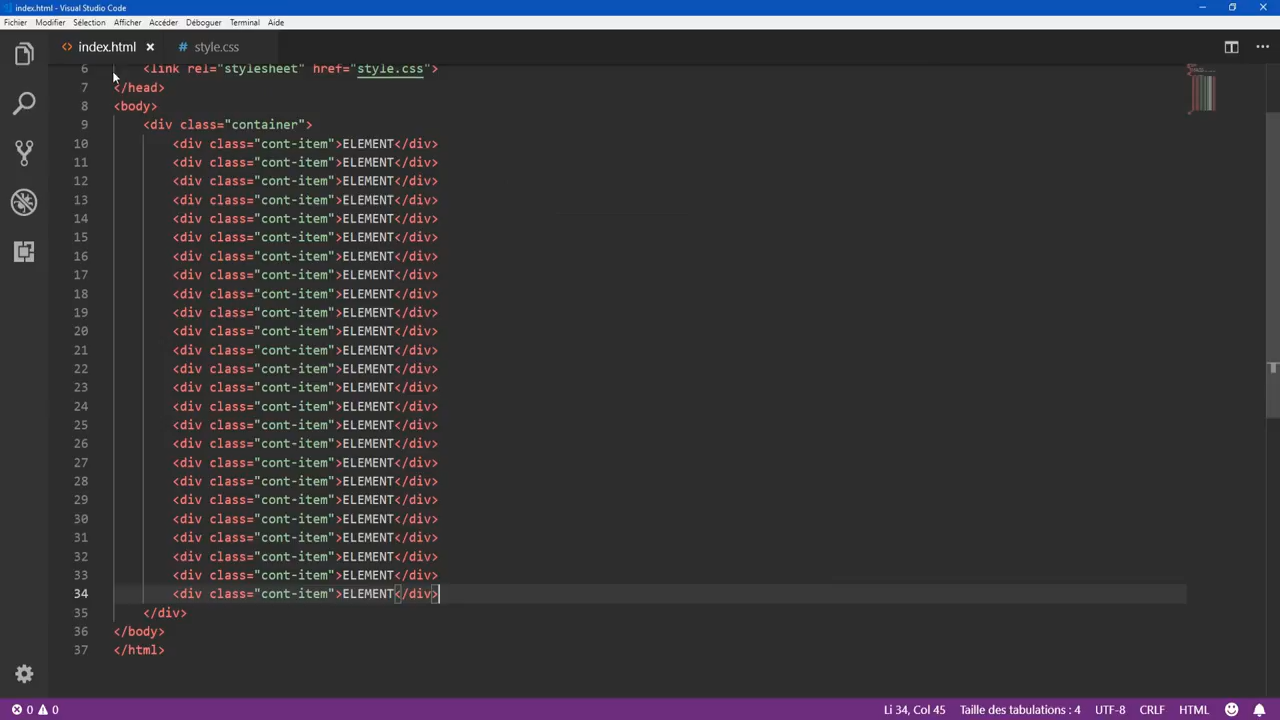 index.html - Visual Studio Code
Fichier Modifier Sélection Afficher Accéder Déboguer Terminal Aide
index.html style.css
6 <link rel="stylesheet" href="style.css">
7 </head>
8 <body>
9 <div class="container">
10 <div class="cont-item">ELEMENT</div>
11 <div class="cont-item">ELEMENT</div>
12 <div class="cont-item">ELEMENT</div>
13 <div class="cont-item">ELEMENT</div>
14 <div class="cont-item">ELEMENT</div>
15 <div class="cont-item">ELEMENT</div>
16 <div class="cont-item">ELEMENT</div>
17 <div class="cont-item">ELEMENT</div>
18 <div class="cont-item">ELEMENT</div>
19 <div class="cont-item">ELEMENT</div>
20 <div class="cont-item">ELEMENT</div>
21 <div class="cont-item">ELEMENT</div>
22 <div class="cont-item">ELEMENT</div>
23 <div class="cont-item">ELEMENT</div>
24 <div class="cont-item">ELEMENT</div>
25 <div class="cont-item">ELEMENT</div>
26 <div class="cont-item">ELEMENT</div>
27 <div class="cont-item">ELEMENT</div>
28 <div class="cont-item">ELEMENT</div>
29 <div class="cont-item">ELEMENT</div>
30 <div class="cont-item">ELEMENT</div>
31 <div class="cont-item">ELEMENT</div>
32 <div class="cont-item">ELEMENT</div>
33 <div class="cont-item">ELEMENT</div>
34 <div class="cont-item">ELEMENT</div>
35 </div>
36 </body>
37 </html>
0 0 Li 34, Col 45 Taille des tabulations : 4 UTF-8 CRLF HTML